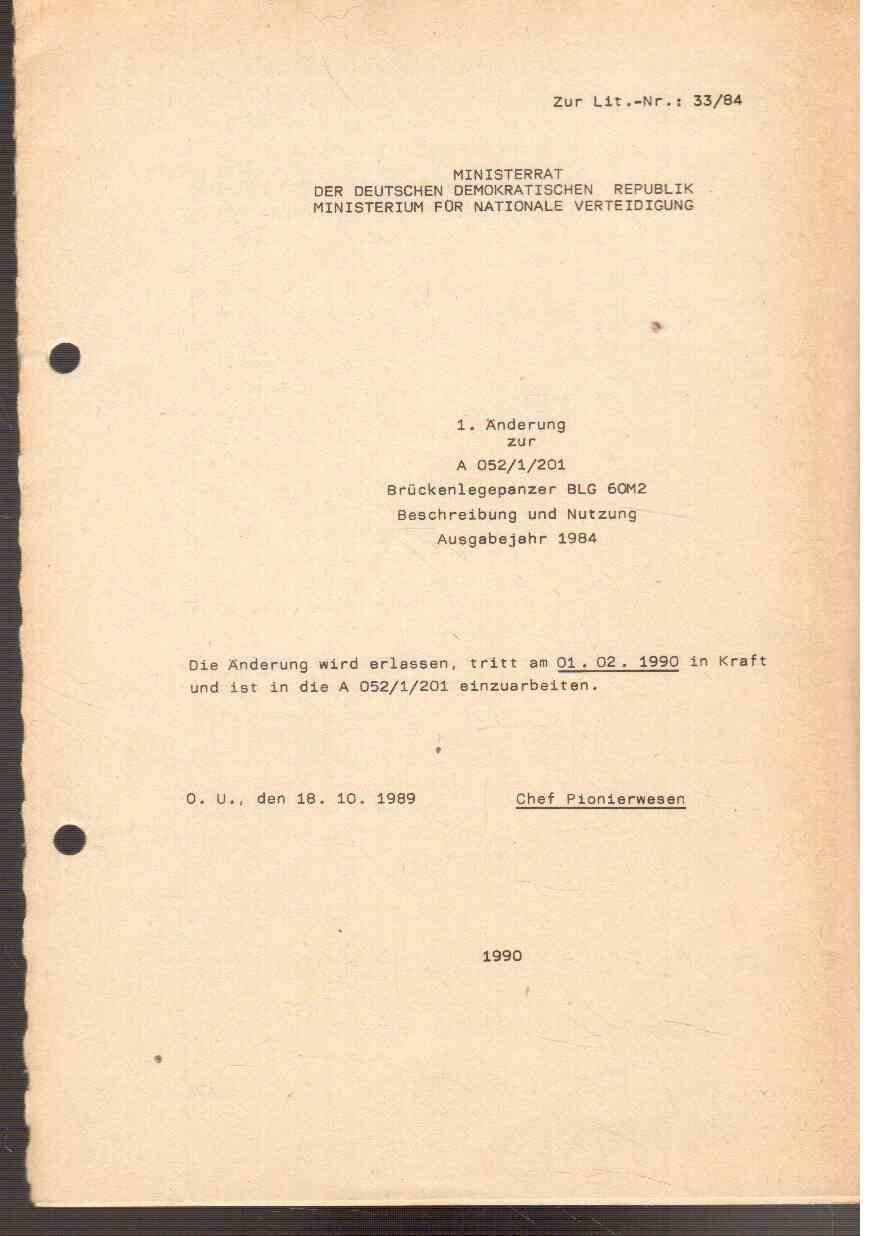 Zur Lit.-Nr.: 33/84
MINISTERRAT
DER DEUTSCHEN DEMOKRATISCHEN REPUBLIK
MINISTERIUM FÜR NATIONALE VERTEIDIGUNG
1. Änderung
zur
A 052/1/201
Brückenlegepanzer BLG 60M2
Beschreibung und Nutzung
Ausgabejahr 1984
Die Änderung wird erlassen, tritt am 01. 02. 1990 in Kraft
und ist in die A 052/1/201 einzuarbeiten.
O. U., den 18. 10. 1989 Chef Pionierwesen
1990